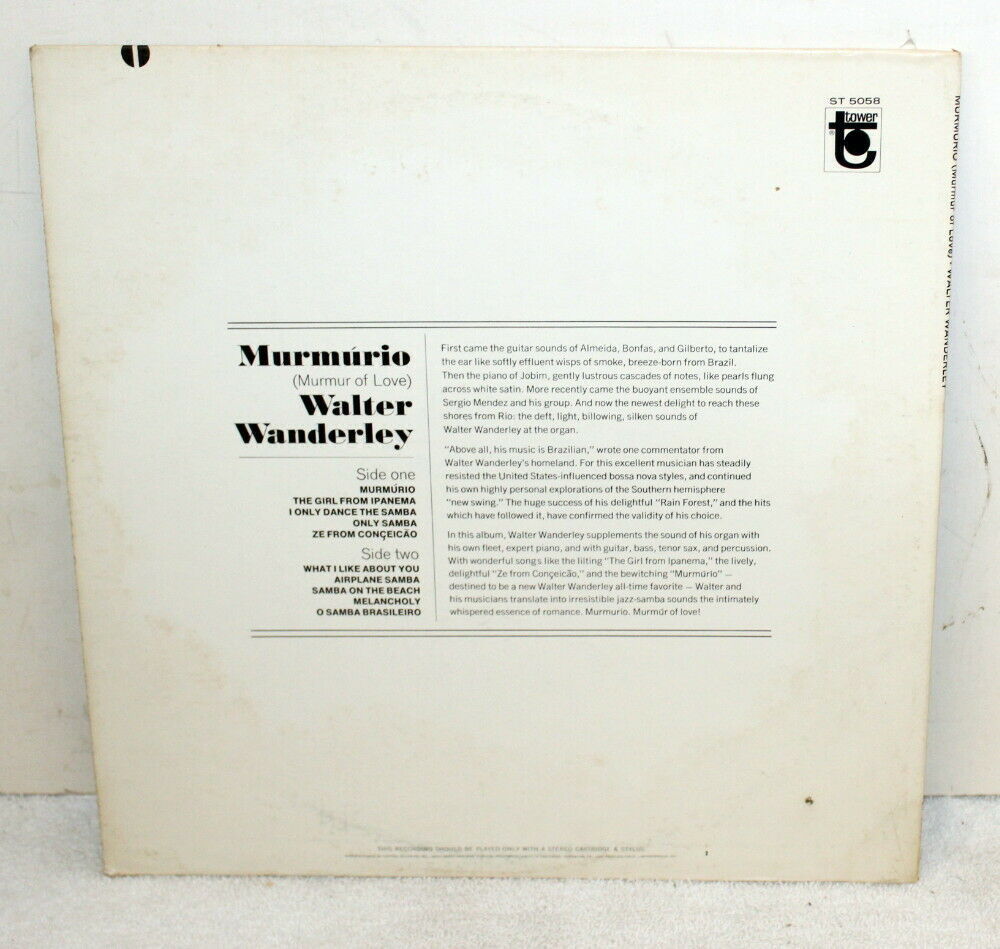 ST 5058
tower
MURMÚRIO (Murmur of Love) · WALTER WANDERLEY
Murmúrio
(Murmur of Love)
Walter
Wanderley
Side one
MURMÚRIO
THE GIRL FROM IPANEMA
I ONLY DANCE THE SAMBA
ONLY SAMBA
ZE FROM CONÇEICÃO
Side two
WHAT I LIKE ABOUT YOU
AIRPLANE SAMBA
SAMBA ON THE BEACH
MELANCHOLY
O SAMBA BRASILEIRO
First came the guitar sounds of Almeida, Bonfas, and Gilberto, to tantalize
the ear like softly effluent wisps of smoke, breeze-born from Brazil.
Then the piano of Jobim, gently lustrous cascades of notes, like pearls flung
across white satin. More recently came the buoyant ensemble sounds of
Sergio Mendez and his group. And now the newest delight to reach these
shores from Rio: the deft, light, billowing, silken sounds of
Walter Wanderley at the organ.
"Above all, his music is Brazilian," wrote one commentator from
Walter Wanderley's homeland. For this excellent musician has steadily
resisted the United States-influenced bossa nova styles, and continued
his own highly personal explorations of the Southern hemisphere
"new swing." The huge success of his delightful "Rain Forest," and the hits
which have followed it, have confirmed the validity of his choice.
In this album, Walter Wanderley supplements the sound of his organ with
his own fleet, expert piano, and with guitar, bass, tenor sax, and percussion.
With wonderful songs like the lilting "The Girl from Ipanema," the lively,
delightful "Ze from Conçeicão," and the bewitching "Murmúrio" —
destined to be a new Walter Wanderley all-time favorite — Walter and
his musicians translate into irresistible jazz-samba sounds the intimately
whispered essence of romance. Murmurio. Murmúr of love!
THIS RECORDING SHOULD BE PLAYED ONLY WITH A STEREO CARTRIDGE & STYLUS